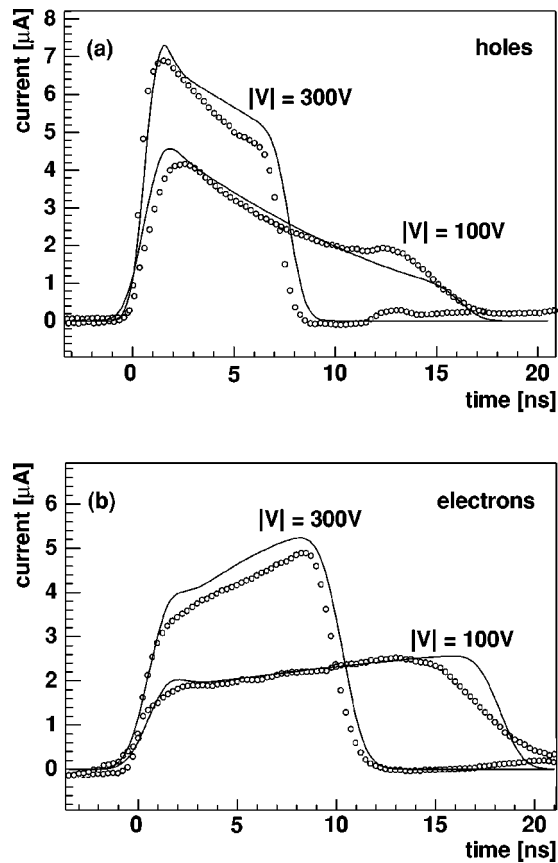 current [μA]
8
7
6
5
4
3
2
1
0
(a)
holes
|V| = 300V
|V| = 100V
0 5 10 15 20
time [ns]
current [μA]
6
5
4
3
2
1
0
(b)
electrons
|V| = 300V
|V| = 100V
0 5 10 15 20
time [ns]